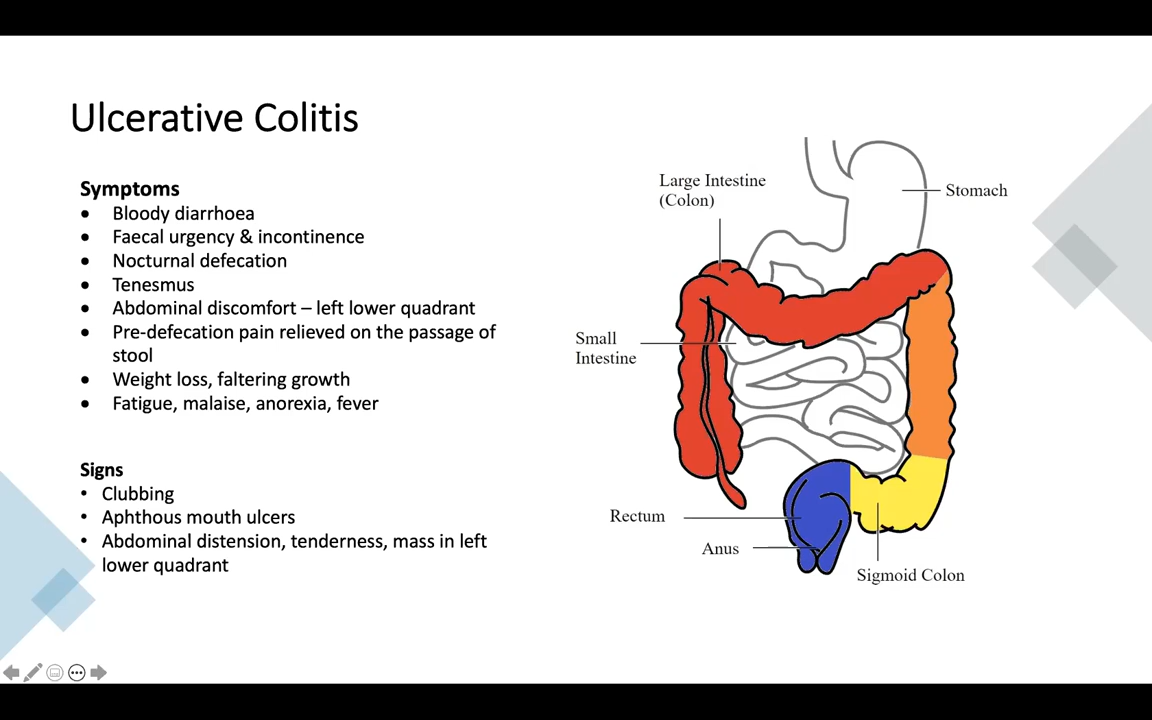 Ulcerative Colitis
Symptoms
• Bloody diarrhoea
• Faecal urgency & incontinence
• Nocturnal defecation
• Tenesmus
• Abdominal discomfort – left lower quadrant
• Pre-defecation pain relieved on the passage of
stool
• Weight loss, faltering growth
• Fatigue, malaise, anorexia, fever
Signs
• Clubbing
• Aphthous mouth ulcers
• Abdominal distension, tenderness, mass in left
lower quadrant
Large Intestine
(Colon)
Stomach
Small
Intestine
Rectum
Anus
Sigmoid Colon